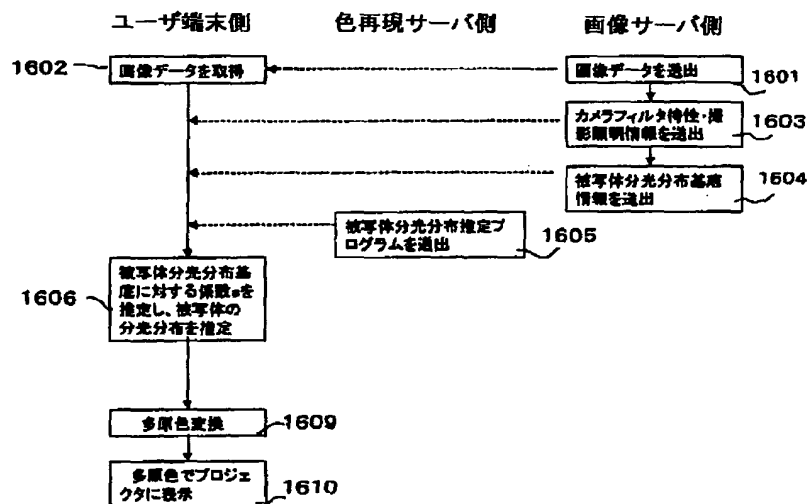 ユーザ端末側
色再現サーバ側
画像サーバ側
1602
画像データを取得
画像データを送出
1601
カメラフィルタ特性・撮
影照明情報を送出
1603
被写体分光分布基底
情報を送出
1604
被写体分光分布推定プ
ログラムを送出
1605
1606
被写体分光分布基
底に対する係数aを
推定し、被写体の
分光分布を推定
多原色変換
1609
多原色でプロジェ
クタに表示
1610